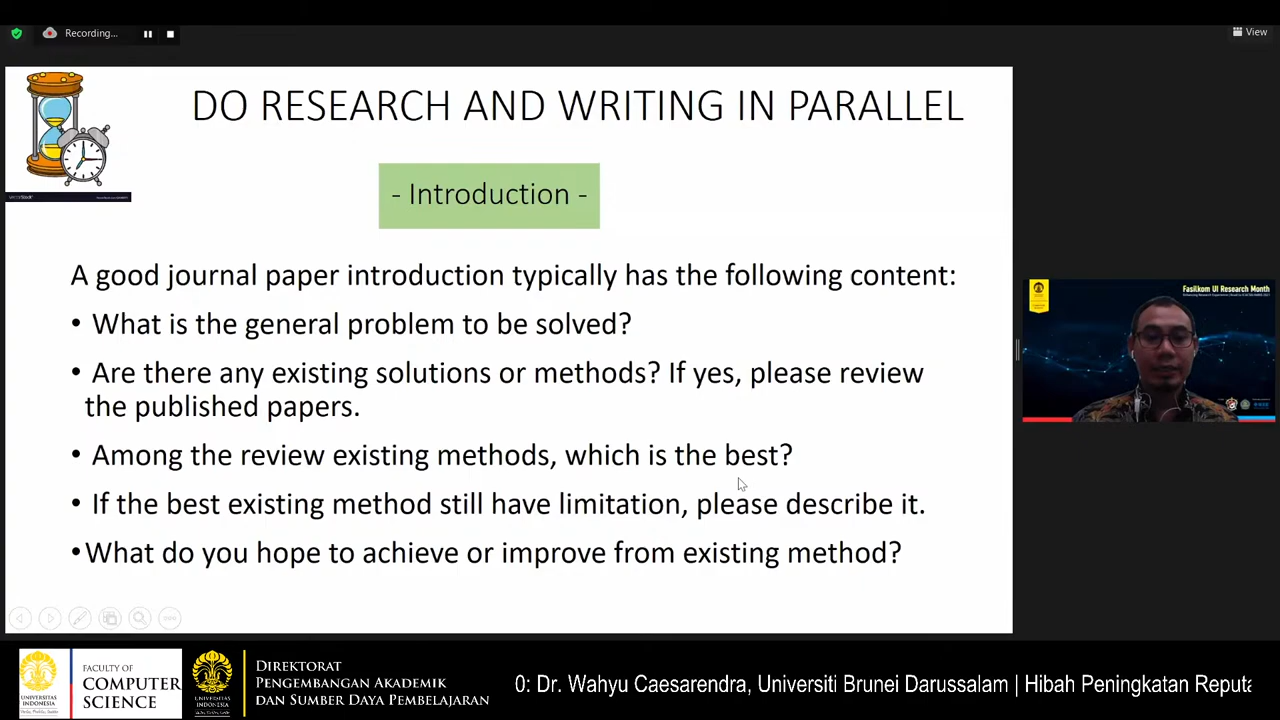 Recording...
View
DO RESEARCH AND WRITING IN PARALLEL
- Introduction -
A good journal paper introduction typically has the following content:
• What is the general problem to be solved?
• Are there any existing solutions or methods? If yes, please review
the published papers.
• Among the review existing methods, which is the best?
• If the best existing method still have limitation, please describe it.
• What do you hope to achieve or improve from existing method?
Fasilkom UI Research Month
UNIVERSITAS
INDONESIA
FACULTY OF
COMPUTER
SCIENCE
UNIVERSITAS
INDONESIA
DIREKTORAT
PENGEMBANGAN AKADEMIK
DAN SUMBER DAYA PEMBELAJARAN
0: Dr. Wahyu Caesarendra, Universiti Brunei Darussalam | Hibah Peningkatan Reputa